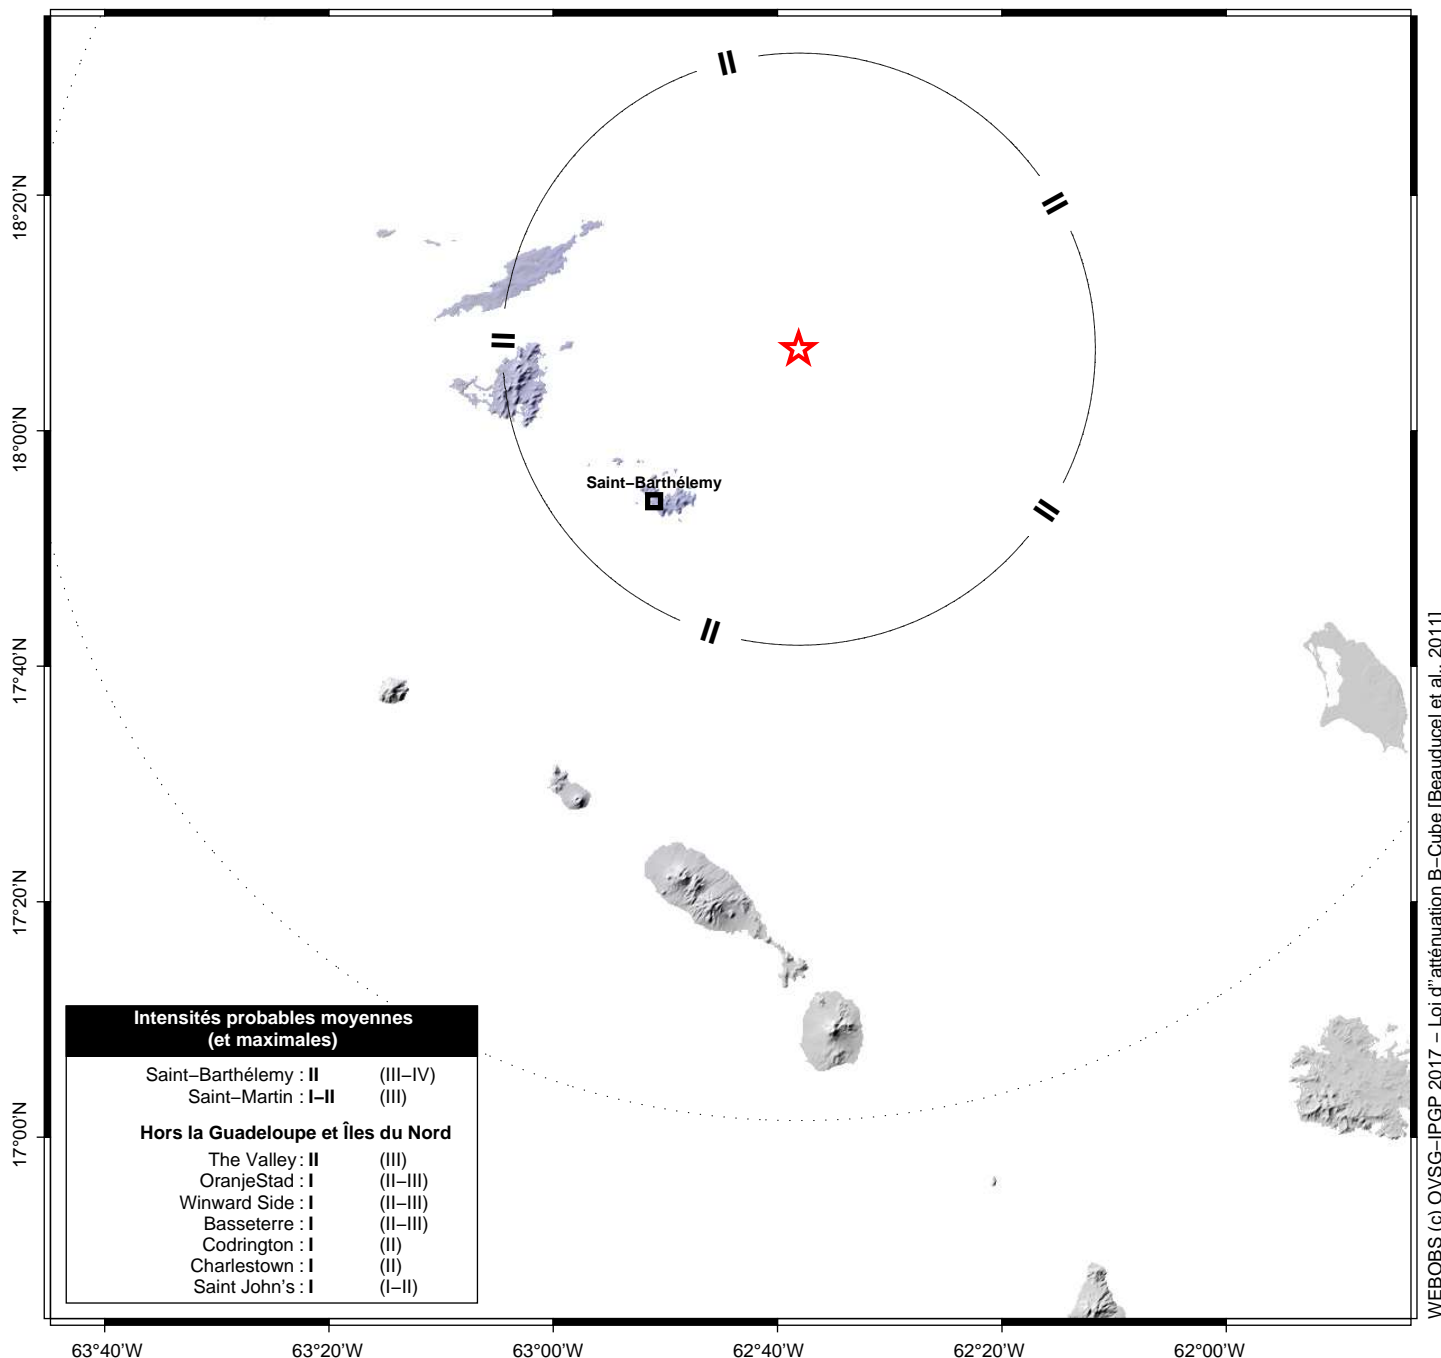 II
II
II
II
II
18°20'N
18°00'N
17°40'N
17°20'N
17°00'N
Saint–Barthélemy
Intensités probables moyennes
(et maximales)
Saint–Barthélemy : II (III–IV)
Saint–Martin : I–II (III)
Hors la Guadeloupe et Îles du Nord
The Valley : II (III)
OranjeStad : I (II–III)
Winward Side : I (II–III)
Basseterre : I (II–III)
Codrington : I (II)
Charlestown : I (II)
Saint John's : I (I–II)
63°40'W 63°20'W 63°00'W 62°40'W 62°20'W 62°00'W
WEBOBS (c) OVSG–IPGP 2017 – Loi d''atténuation B–Cube [Beauducel et al., 2011]